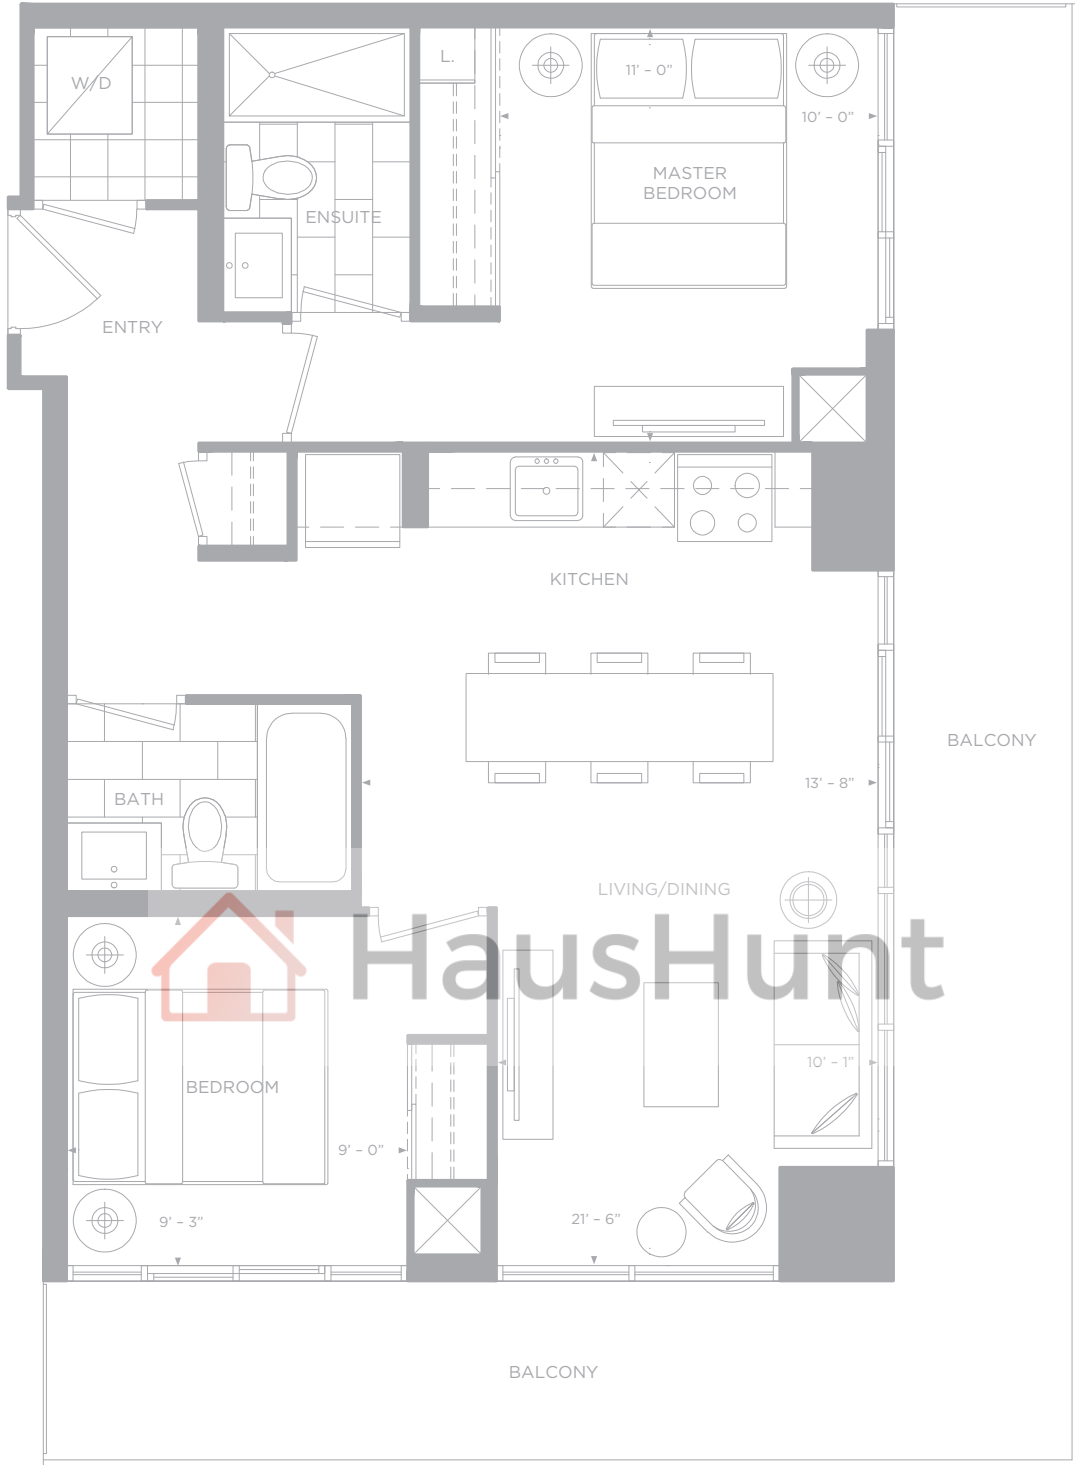 W/D
L.
11' – 0"
10' – 0"
MASTER
BEDROOM
ENSUITE
ENTRY
KITCHEN
BALCONY
13' – 8"
BATH
LIVING/DINING
HausHunt
10' – 1"
BEDROOM
9' – 0"
9' – 3"
21' – 6"
BALCONY